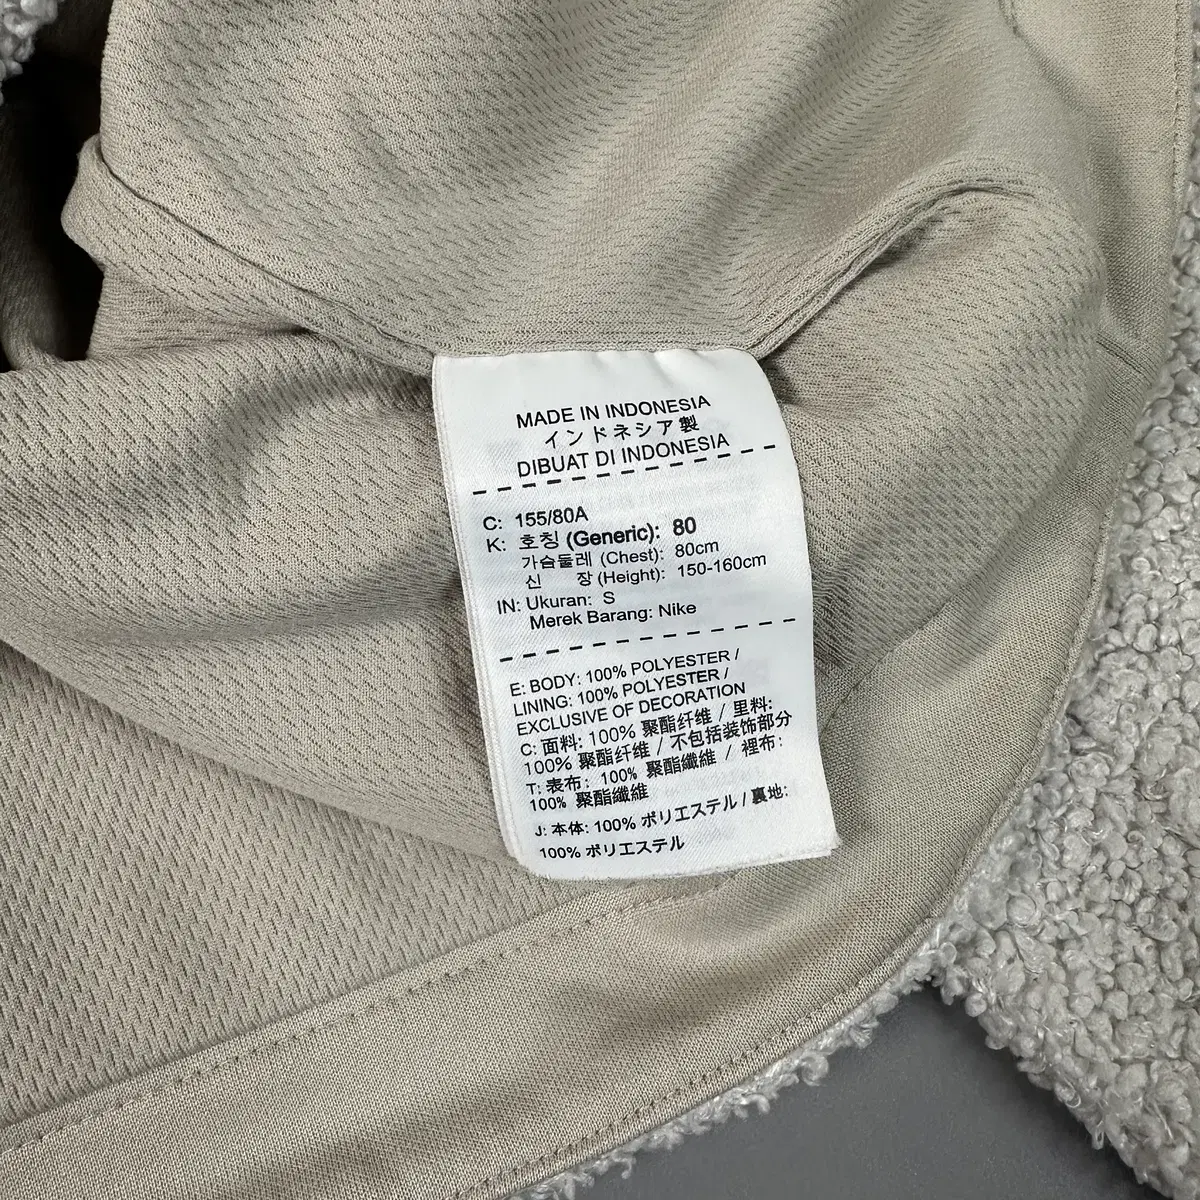 MADE IN INDONESIA
インドネシア製
DIBUAT DI INDONESIA
C: 155/80A
K: 호칭 (Generic): 80
가슴둘레 (Chest): 80cm
신 장 (Height): 150-160cm
IN: Ukuran: S
Merek Barang: Nike
E: BODY: 100% POLYESTER /
LINING: 100% POLYESTER /
EXCLUSIVE OF DECORATION
C: 面料: 100% 聚酯纤维 / 里料:
100% 聚酯纤维 / 不包括装饰部分
T: 表布: 100% 聚酯纖維 / 裡布:
100% 聚酯纖維
J: 本体: 100% ポリエステル / 裏地:
100% ポリエステル